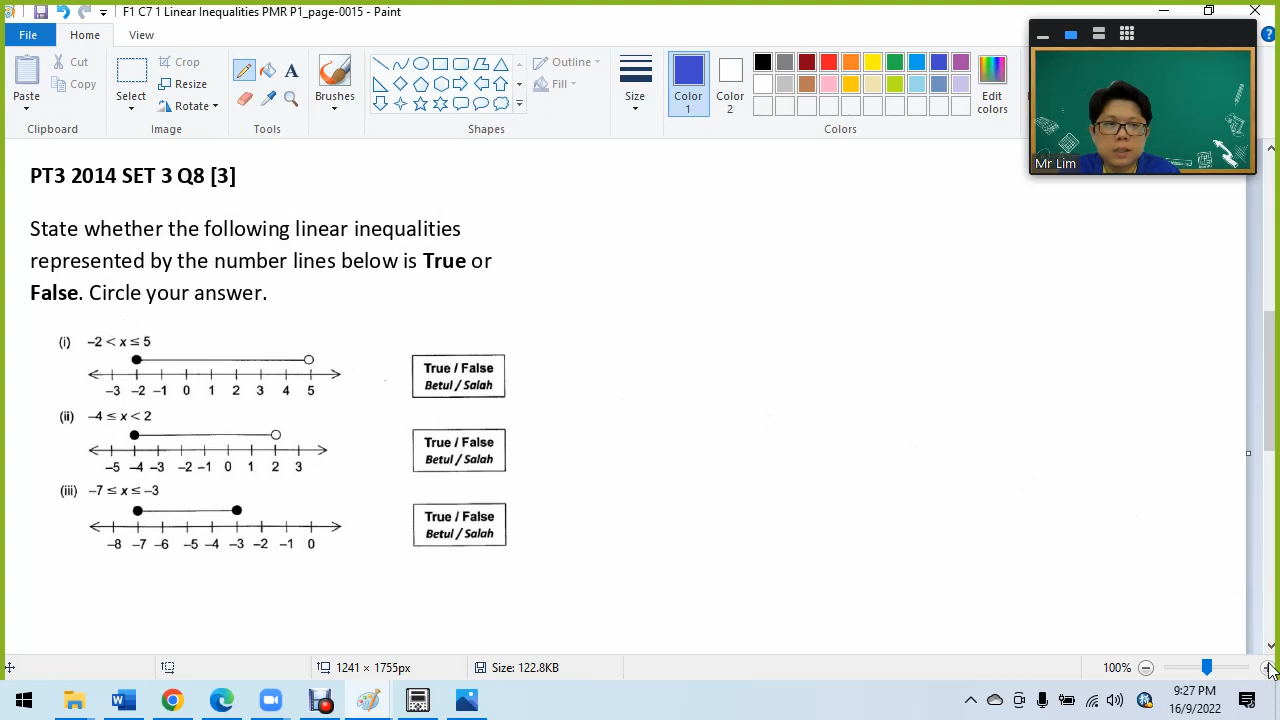 F1 C7 1 Linear Inequalities PMR P1_page-0015 - Paint
File Home View
Paste Cut Copy
Clipboard
Select Crop Resize Rotate
Image
A
Tools
Brushes
Outline Fill
Shapes
Size
Color 1 Color 2 Edit colors
Colors
Mr Lim
PT3 2014 SET 3 Q8 [3]
State whether the following linear inequalities
represented by the number lines below is True or
False. Circle your answer.
(i) –2 < x ≤ 5
–3 –2 –1 0 1 2 3 4 5
True / False
Betul / Salah
(ii) –4 ≤ x < 2
–5 –4 –3 –2 –1 0 1 2 3
True / False
Betul / Salah
(iii) –7 ≤ x ≤ –3
–8 –7 –6 –5 –4 –3 –2 –1 0
True / False
Betul / Salah
1241 × 1755px Size: 122.8KB 100%
9:27 PM
16/9/2022